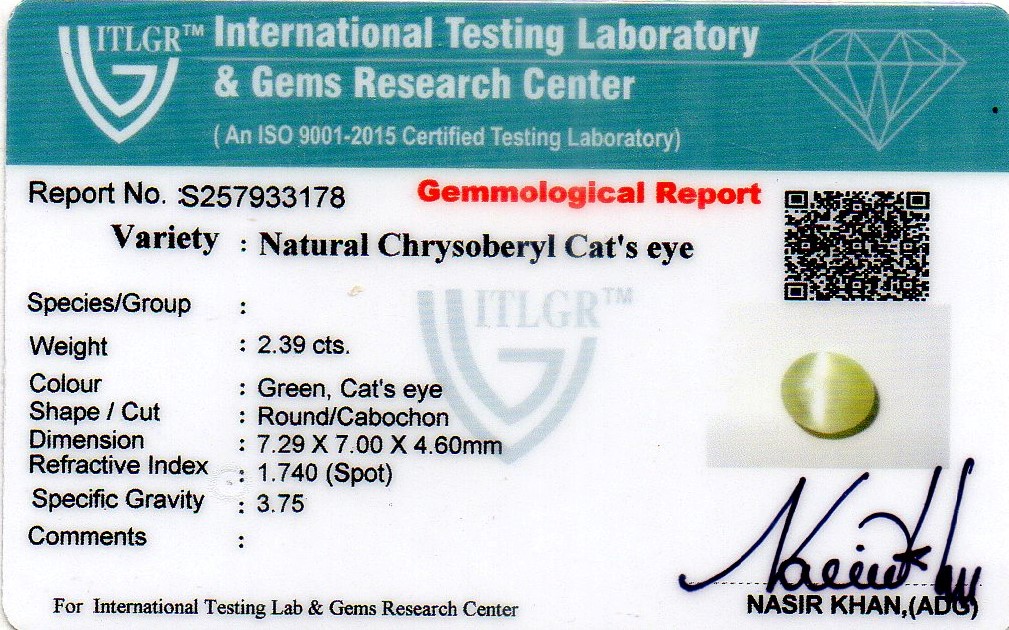 ITLGR™ International Testing Laboratory
& Gems Research Center
( An ISO 9001-2015 Certified Testing Laboratory)
Report No. :S257933178
Gemmological Report
Variety : Natural Chrysoberyl Cat's eye
ITLGR™
Species/Group :
Weight : 2.39 cts.
Colour : Green, Cat's eye
Shape / Cut : Round/Cabochon
Dimension : 7.29 X 7.00 X 4.60mm
Refractive Index : 1.740 (Spot)
Specific Gravity : 3.75
Comments :
For International Testing Lab & Gems Research Center
NASIR KHAN,(ADG)